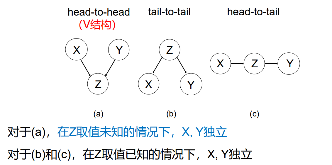 head-to-head tail-to-tail head-to-tail
(V结构)
X Y Z X Z Y
Z X Y
(a) (b) (c)
对于(a)，在Z取值未知的情况下，X, Y独立
对于(b)和(c)，在Z取值已知的情况下，X, Y独立